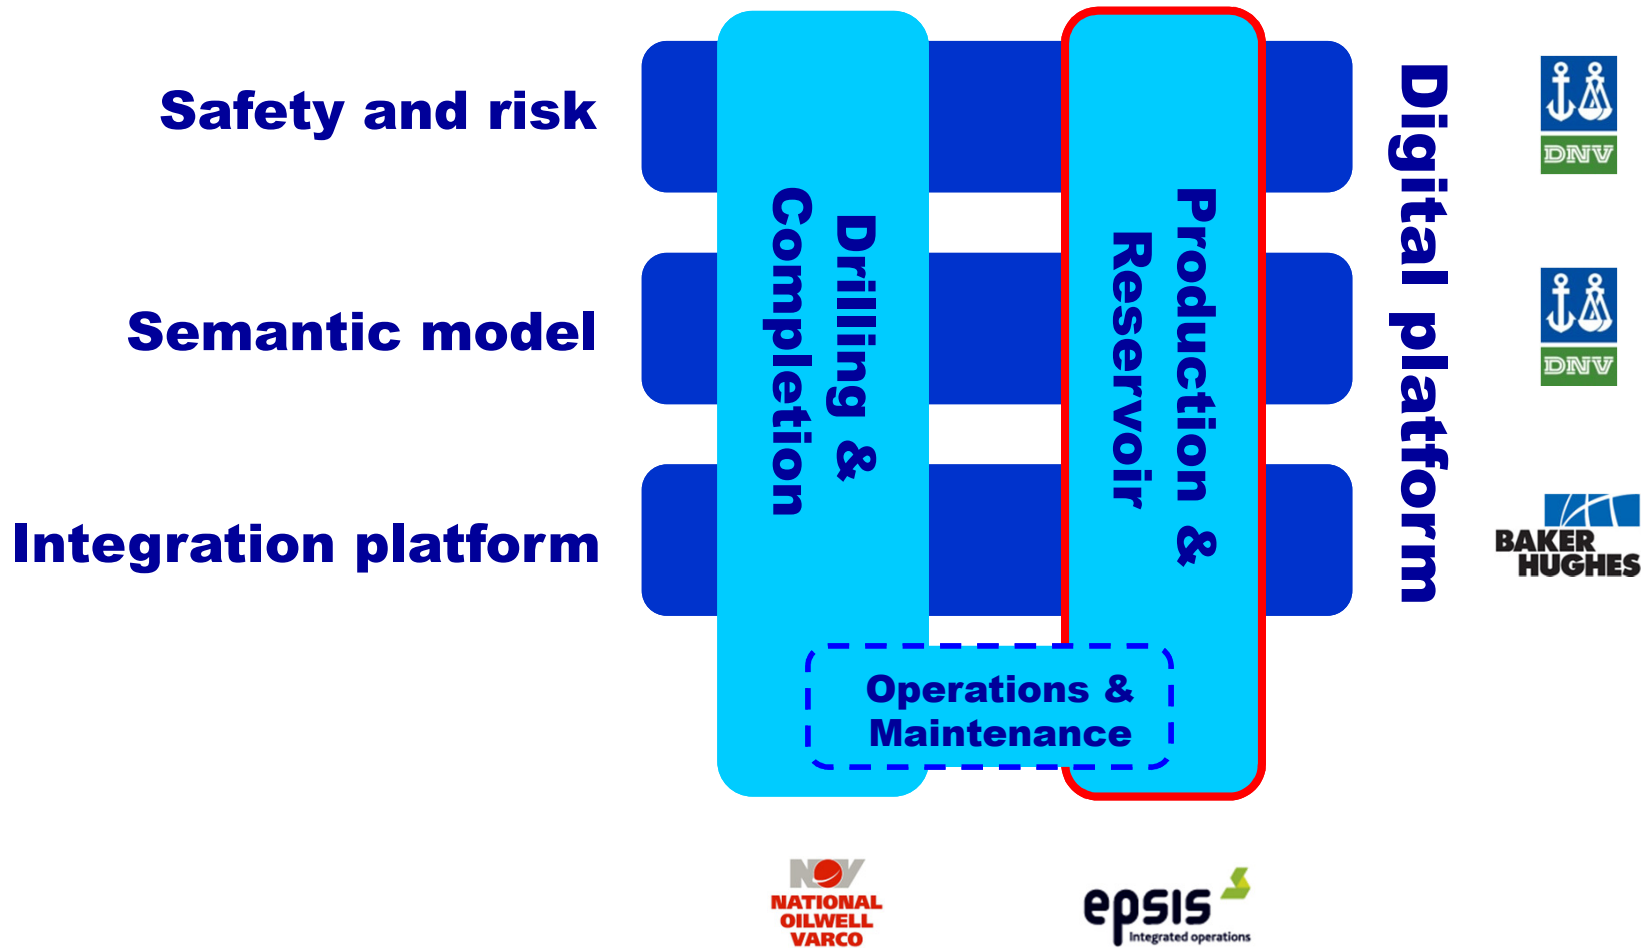 Safety and risk
Semantic model
Integration platform
Drilling &
Completion
Production &
Reservoir
Operations &
Maintenance
Digital platform
DNV
DNV
BAKER
HUGHES
NOV
NATIONAL
OILWELL
VARCO
epsis
Integrated operations